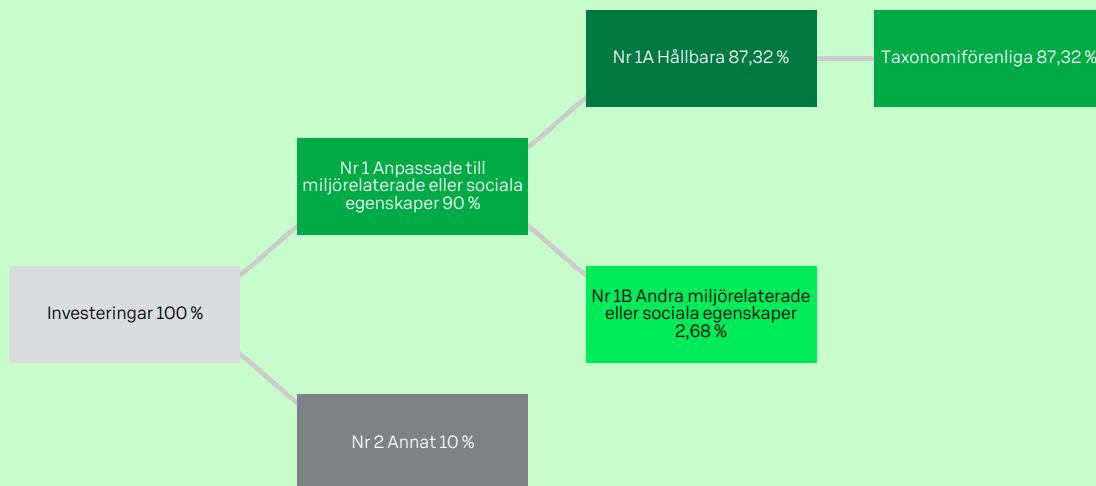 Nr 1A Hållbara 87,32 %
Taxonomiförenliga 87,32 %
Nr 1 Anpassade till
miljörelaterade eller sociala
egenskaper 90 %
Investeringar 100 %
Nr 1B Andra miljörelaterade
eller sociala egenskaper
2,68 %
Nr 2 Annat 10 %